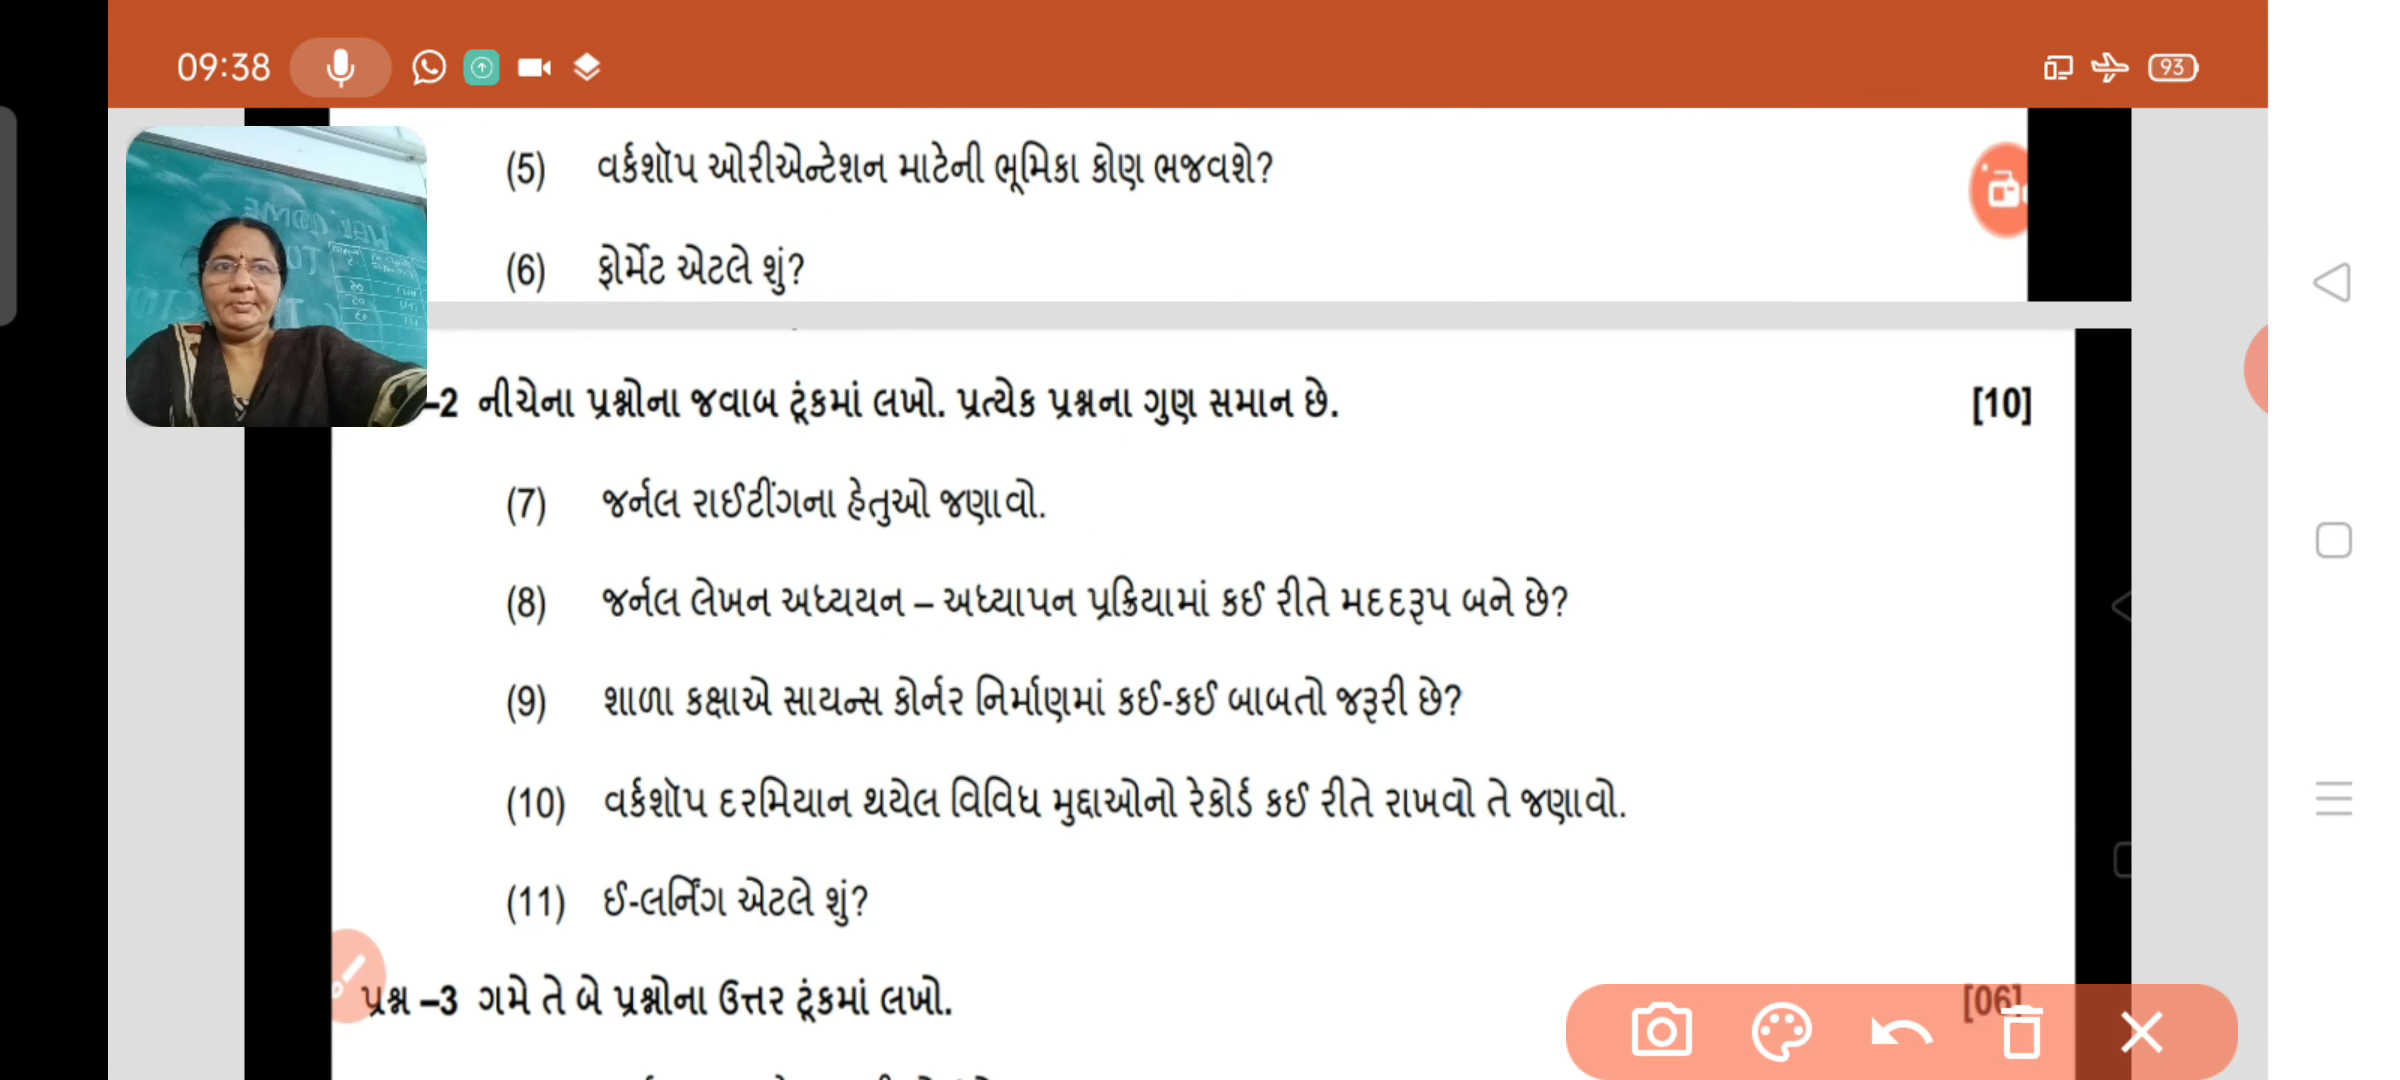 09:38
93
(5) વર્કશૉપ ઓરીએન્ટેશન માટેની ભૂમિકા કોણ ભજવશે?
(6) ફોર્મેટ એટલે શું?
–2 નીચેના પ્રશ્નોના જવાબ ટૂંકમાં લખો. પ્રત્યેક પ્રશ્નના ગુણ સમાન છે. [10]
(7) જર્નલ રાઈટીંગના હેતુઓ જણાવો.
(8) જર્નલ લેખન અધ્યયન – અધ્યાપન પ્રક્રિયામાં કઈ રીતે મદદરૂપ બને છે?
(9) શાળા કક્ષાએ સાયન્સ કોર્નર નિર્માણમાં કઈ-કઈ બાબતો જરૂરી છે?
(10) વર્કશૉપ દરમિયાન થયેલ વિવિધ મુદ્દાઓનો રેકોર્ડ કઈ રીતે રાખવો તે જણાવો.
(11) ઈ-લર્નિંગ એટલે શું?
પ્રશ્ન –3 ગમે તે બે પ્રશ્નોના ઉત્તર ટૂંકમાં લખો. [06]